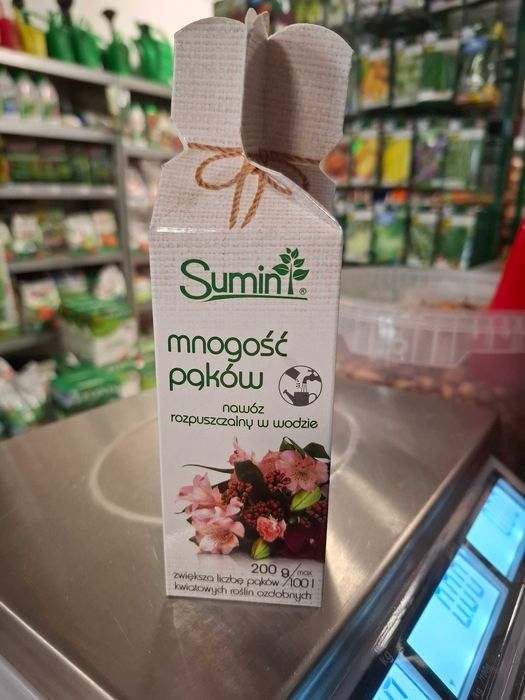 Sumin®
mnogość
pąków
nawóz
rozpuszczalny w wodzie
200 g/max. 100 l
zwiększa liczbę pąków
kwiatowych roślin ozdobnych